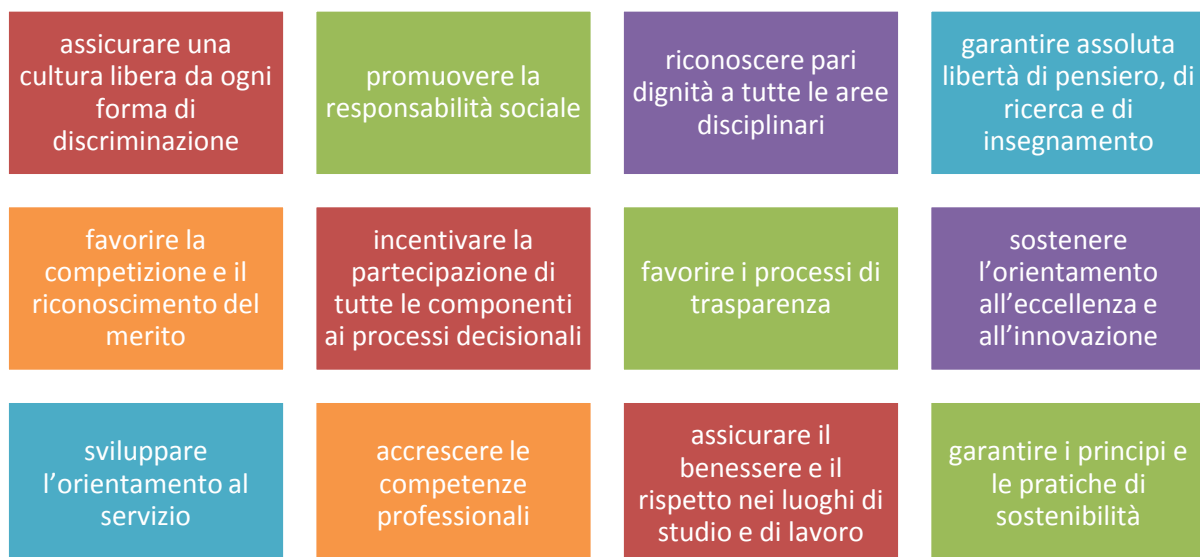 assicurare una
cultura libera da ogni
forma di
discriminazione
promuovere la
responsabilità sociale
riconoscere pari
dignità a tutte le aree
disciplinari
garantire assoluta
libertà di pensiero, di
ricerca e di
insegnamento
favorire la
competizione e il
riconoscimento del
merito
incentivare la
partecipazione di
tutte le componenti
ai processi decisionali
favorire i processi di
trasparenza
sostenere
l’orientamento
all’eccellenza e
all’innovazione
sviluppare
l’orientamento al
servizio
accrescere le
competenze
professionali
assicurare il
benessere e il
rispetto nei luoghi di
studio e di lavoro
garantire i principi e
le pratiche di
sostenibilità